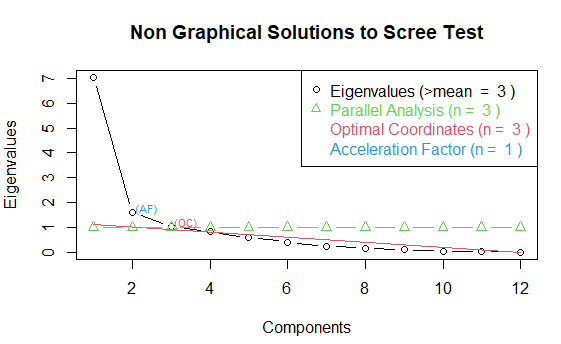 Non Graphical Solutions to Scree Test
Eigenvalues (>mean = 3 )
Parallel Analysis (n = 3 )
Optimal Coordinates (n = 3 )
Acceleration Factor (n = 1 )
(AF)
(OC)
Eigenvalues
7
6
5
4
3
2
1
0
2 4 6 8 10 12
Components